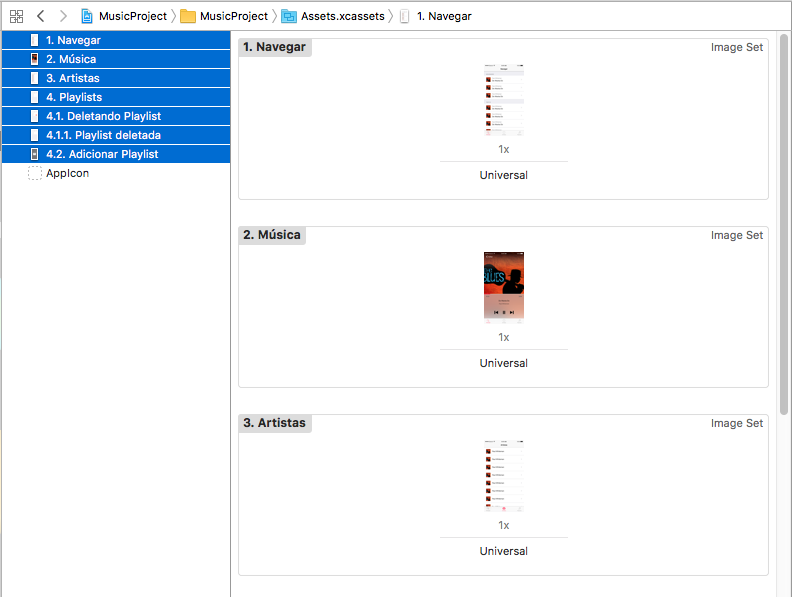 MusicProject MusicProject Assets.xcassets 1. Navegar
1. Navegar
2. Música
3. Artistas
4. Playlists
4.1. Deletando Playlist
4.1.1. Playlist deletada
4.2. Adicionar Playlist
AppIcon
1. Navegar Image Set
1x
Universal
2. Música Image Set
BLUES
1x
Universal
3. Artistas Image Set
1x
Universal